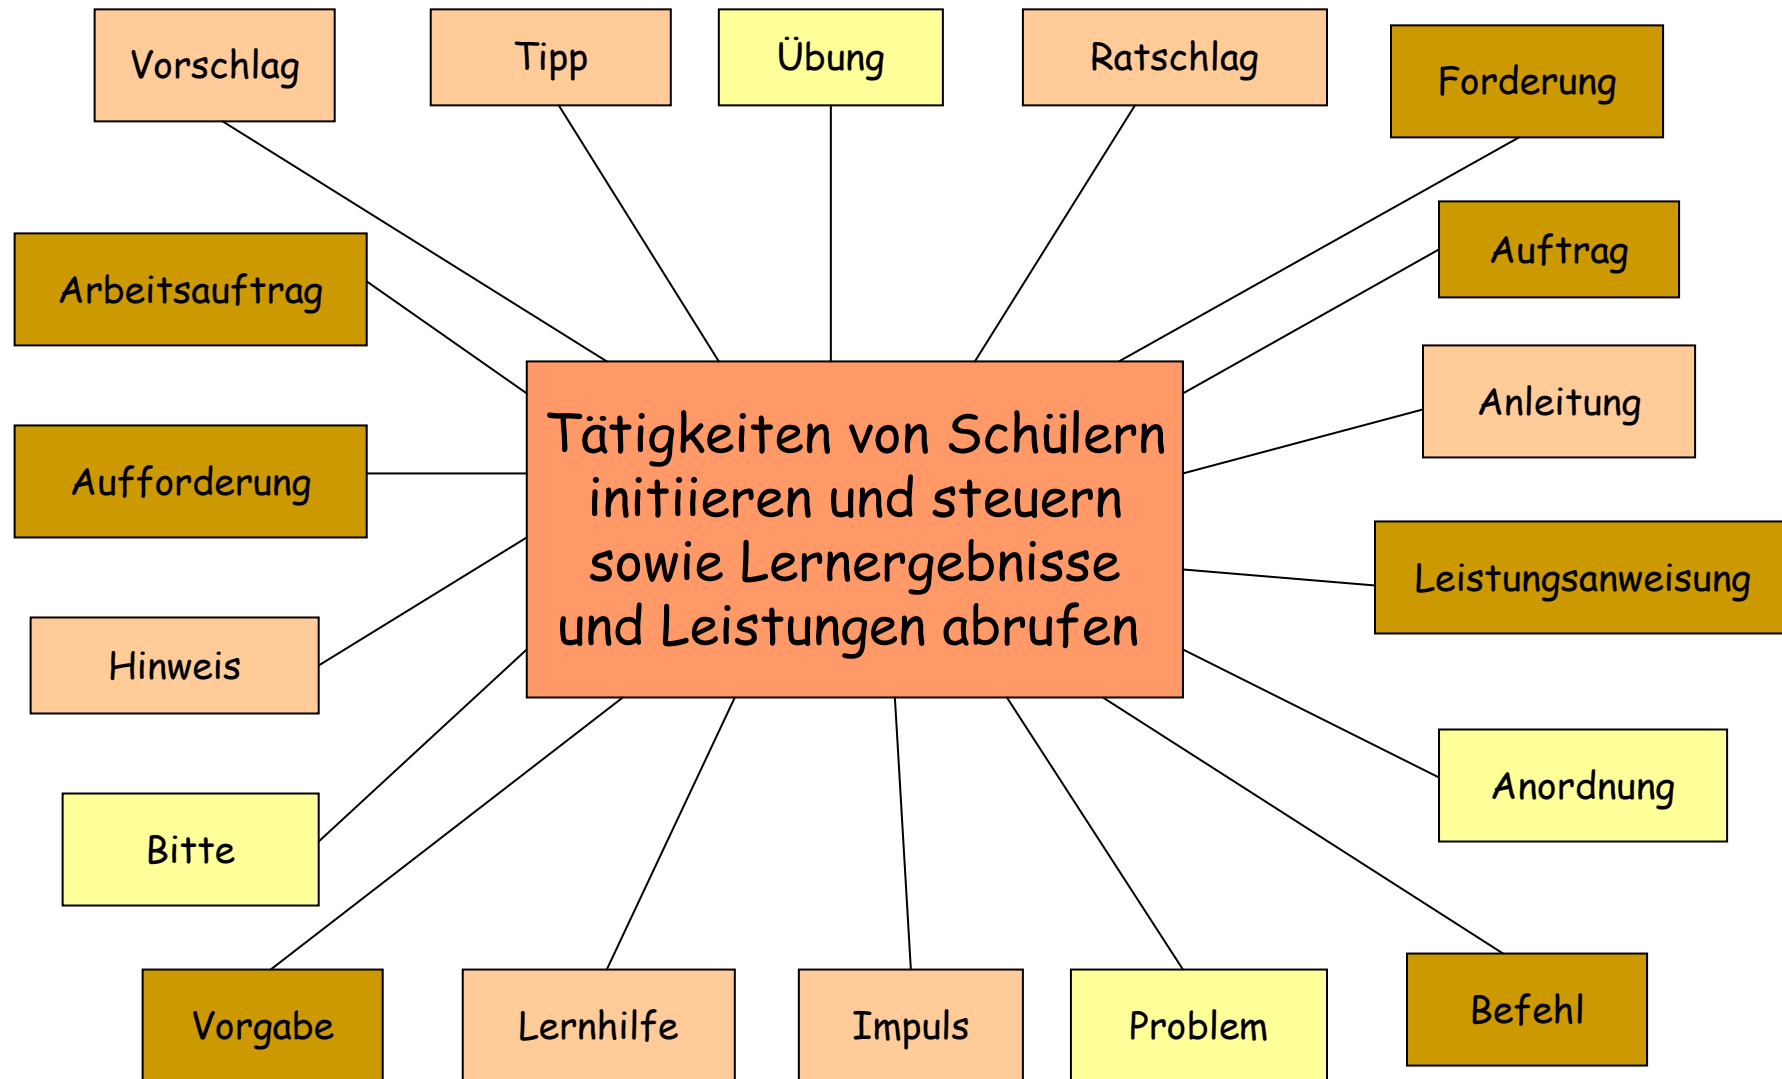 Vorschlag
Tipp
Übung
Ratschlag
Forderung
Arbeitsauftrag
Auftrag
Anleitung
Tätigkeiten von Schülern
initiieren und steuern
sowie Lernergebnisse
und Leistungen abrufen
Aufforderung
Leistungsanweisung
Hinweis
Anordnung
Bitte
Vorgabe
Lernhilfe
Impuls
Problem
Befehl